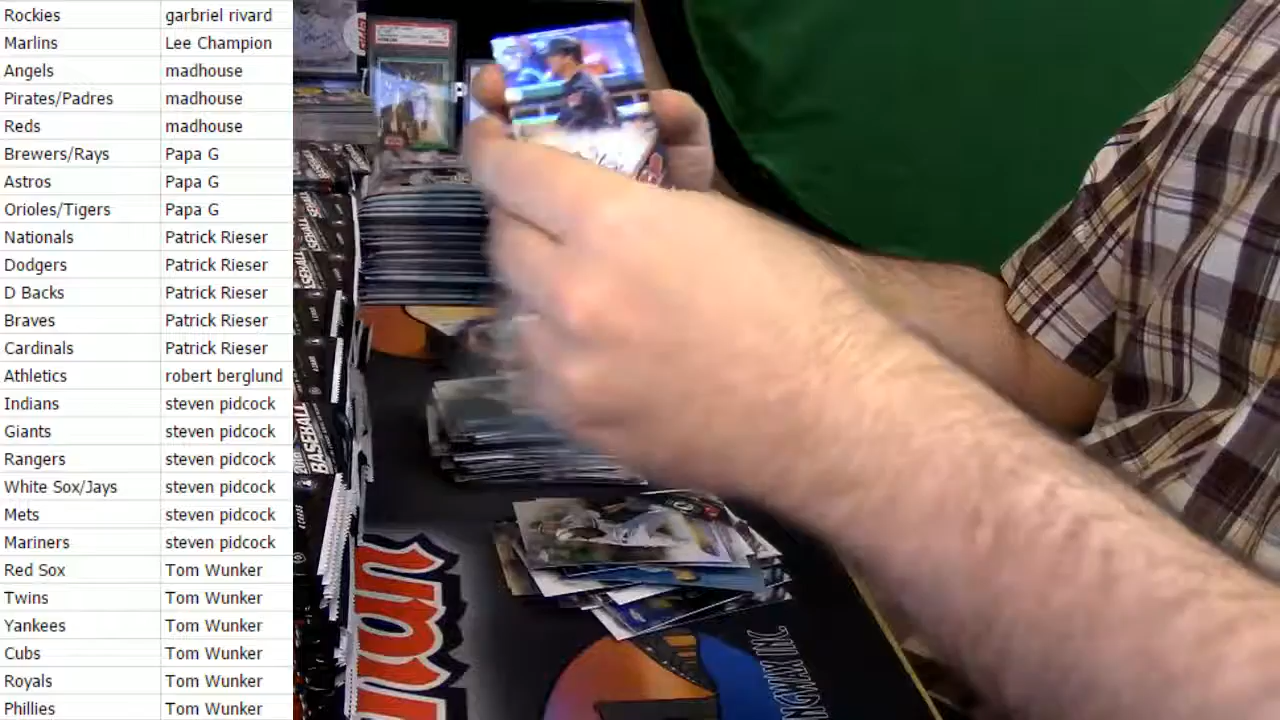 Rockies garbriel rivard
Marlins Lee Champion
Angels madhouse
Pirates/Padres madhouse
Reds madhouse
Brewers/Rays Papa G
Astros Papa G
Orioles/Tigers Papa G
Nationals Patrick Rieser
Dodgers Patrick Rieser
D Backs Patrick Rieser
Braves Patrick Rieser
Cardinals Patrick Rieser
Athletics robert berglund
Indians steven pidcock
Giants steven pidcock
Rangers steven pidcock
White Sox/Jays steven pidcock
Mets steven pidcock
Mariners steven pidcock
Red Sox Tom Wunker
Twins Tom Wunker
Yankees Tom Wunker
Cubs Tom Wunker
Royals Tom Wunker
Phillies Tom Wunker
BASEBALL
INGWAX INC.